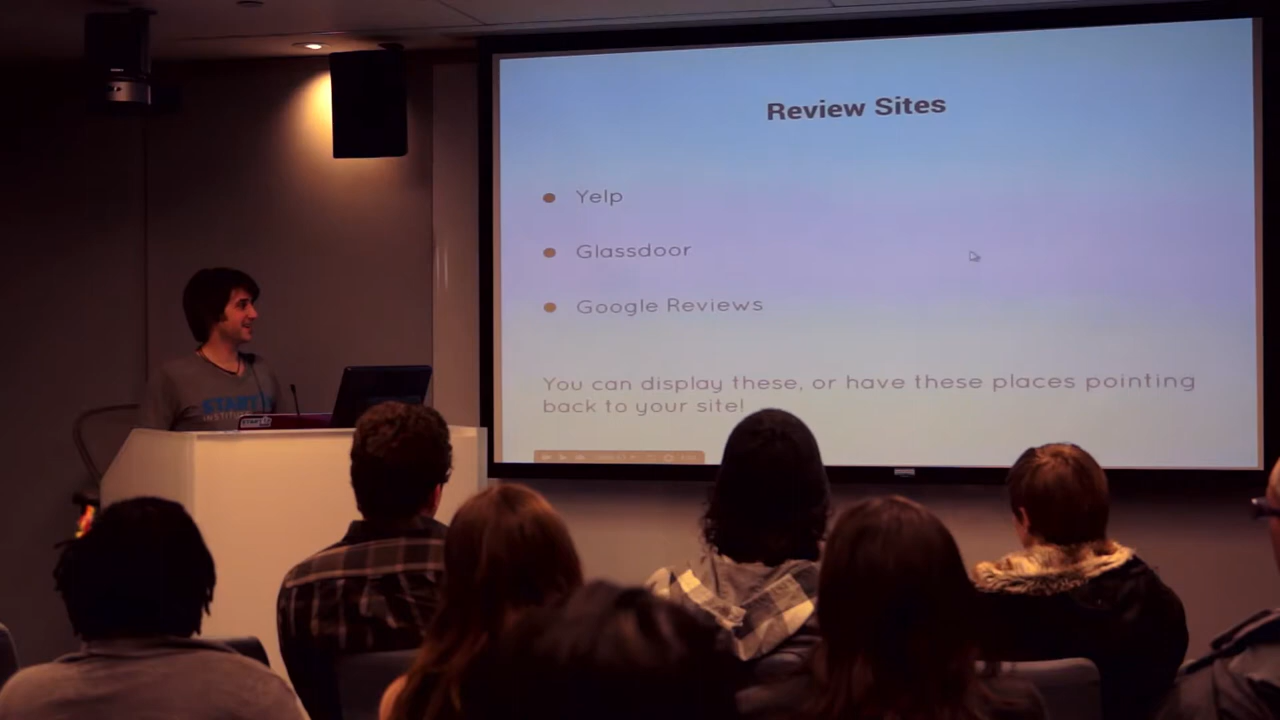 Review Sites
Yelp
Glassdoor
Google Reviews
You can display these, or have these places pointing
back to your site!
INSTITUTE